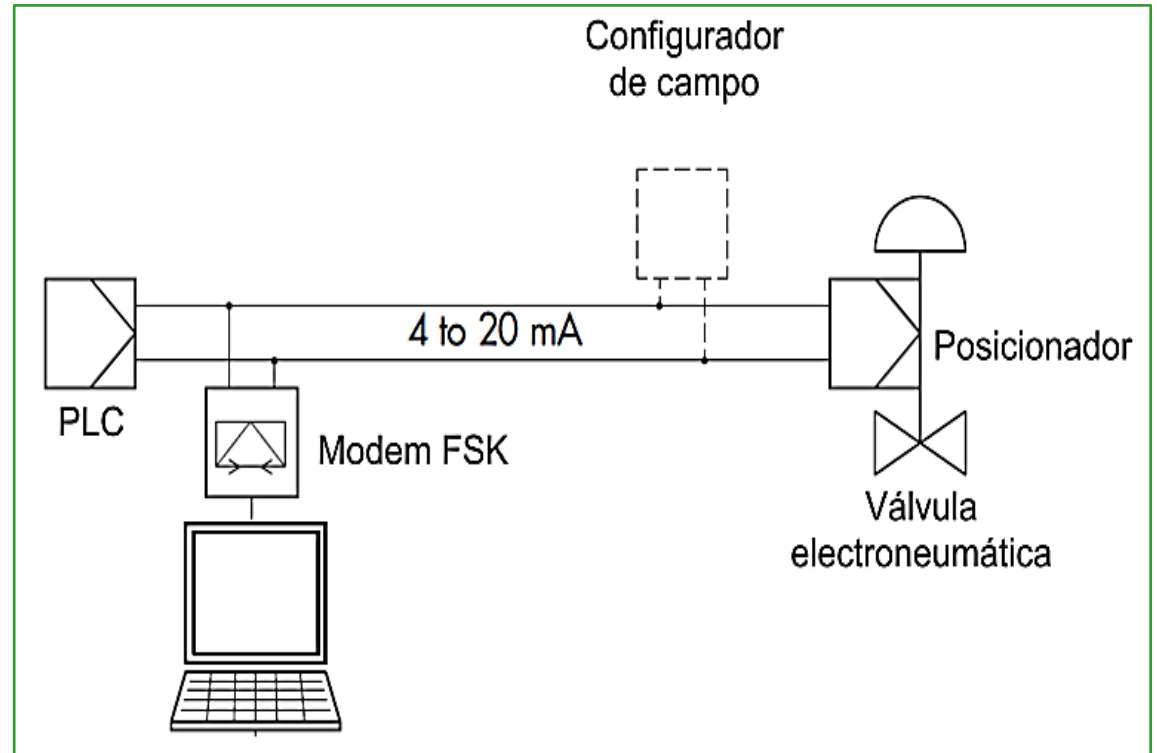 Configurador
de campo
4 to 20 mA
Posicionador
PLC
Modem FSK
Válvula
electroneumática